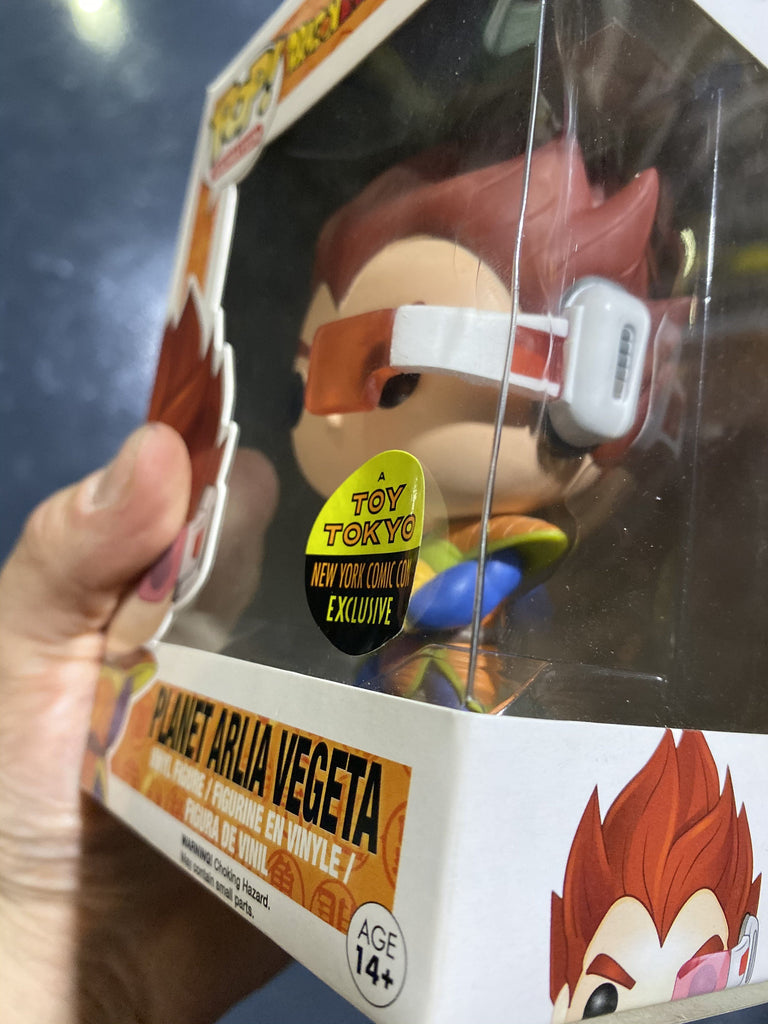 POP!
A
TOY
TOKYO
NEW YORK COMIC CON
EXCLUSIVE
PLANET ARLIA VEGETA
VINYL FIGURE / FIGURINE EN VINYLE /
FIGURA DE VINIL
WARNING! Choking Hazard.
May contain small parts.
AGE
14+